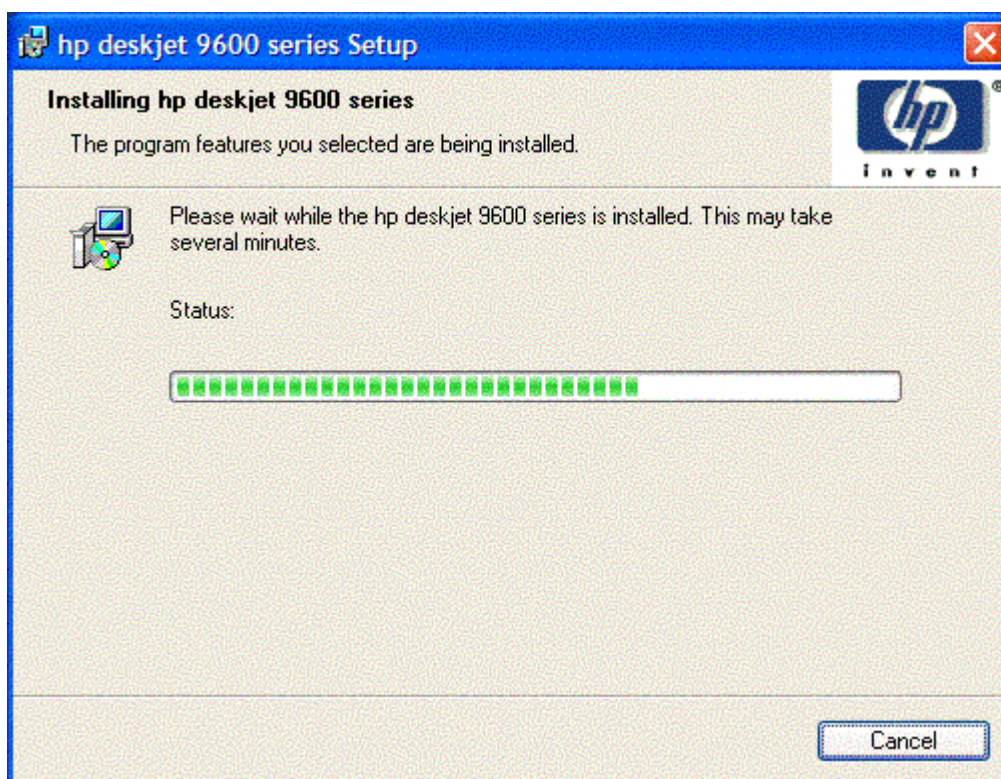 hp deskjet 9600 series Setup
Installing hp deskjet 9600 series
The program features you selected are being installed.
hp
®
invent
Please wait while the hp deskjet 9600 series is installed. This may take
several minutes.
Status:
Cancel